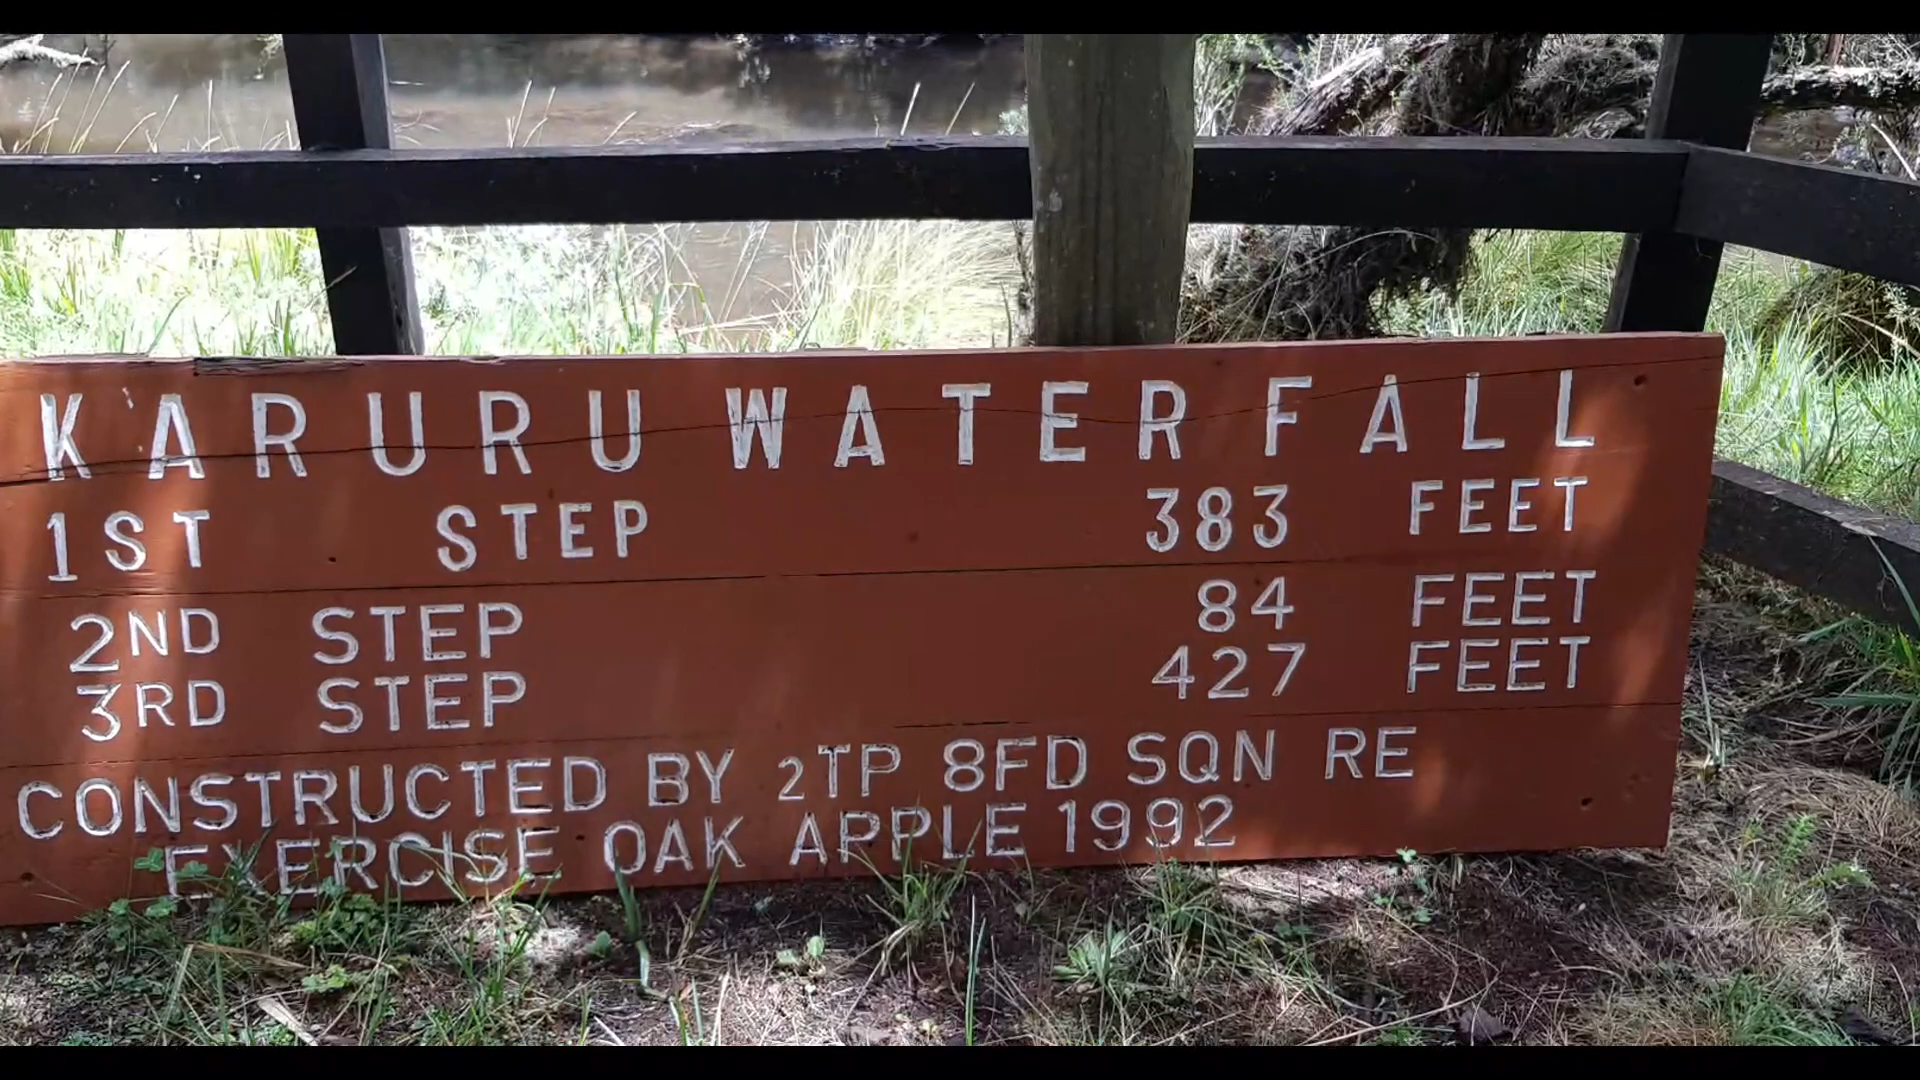 KARURU WATERFALL
1ST STEP 383 FEET
2ND STEP 84 FEET
3RD STEP 427 FEET
CONSTRUCTED BY 2TP 8FD SQN RE
EXERCISE OAK APPLE 1992